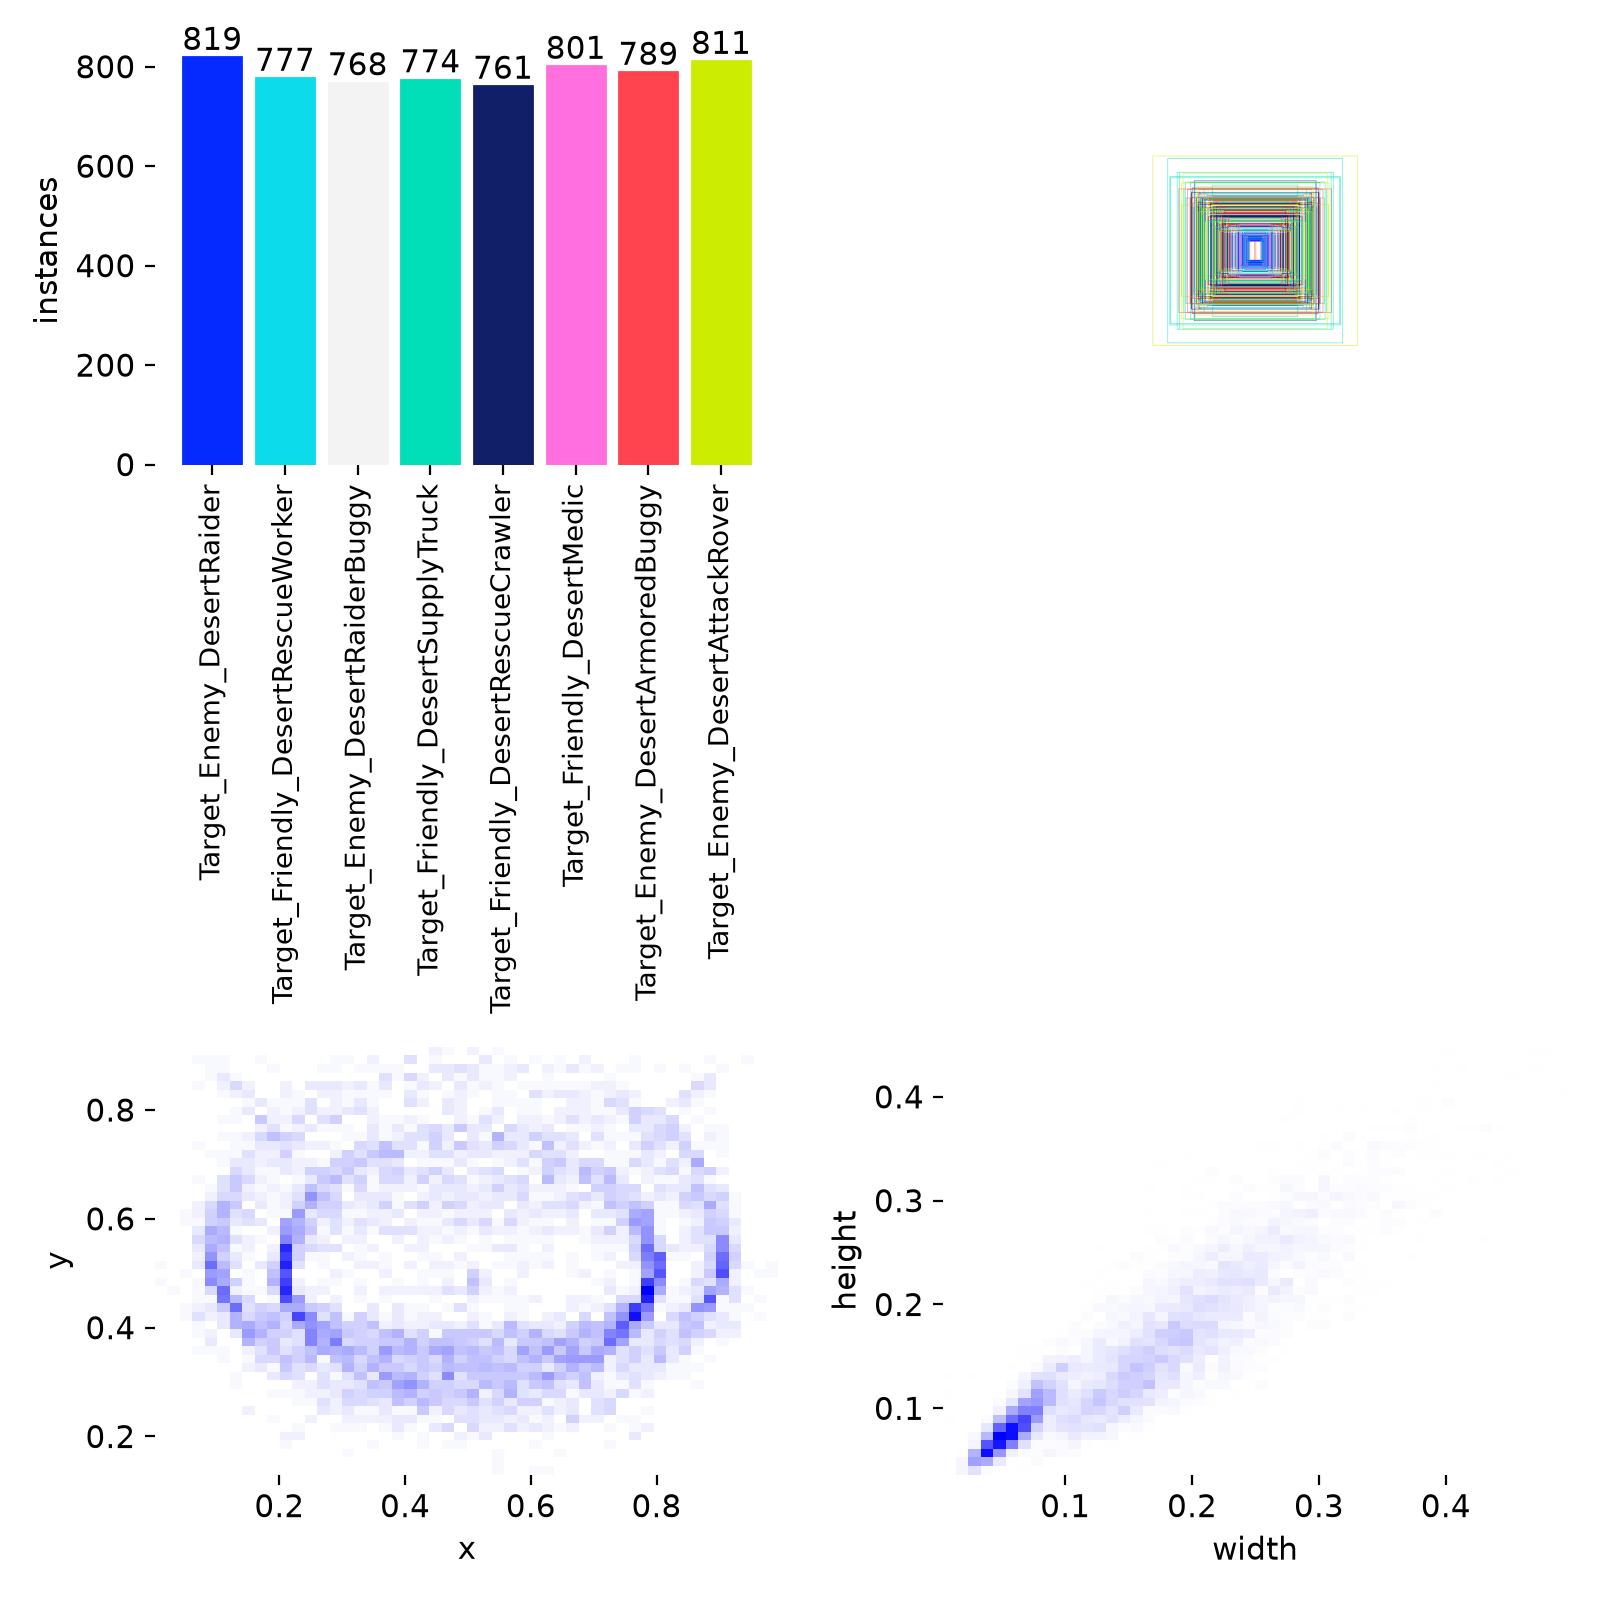 819
777
768
774
761
801
789
811
800
600
400
200
0
instances
Target_Enemy_DesertRaider
Target_Friendly_DesertRescueWorker
Target_Enemy_DesertRaiderBuggy
Target_Friendly_DesertSupplyTruck
Target_Friendly_DesertRescueCrawler
Target_Friendly_DesertMedic
Target_Enemy_DesertArmoredBuggy
Target_Enemy_DesertAttackRover
0.8
0.6
0.4
0.2
y
0.2 0.4 0.6 0.8
x
0.4
0.3
0.2
0.1
height
0.1 0.2 0.3 0.4
width